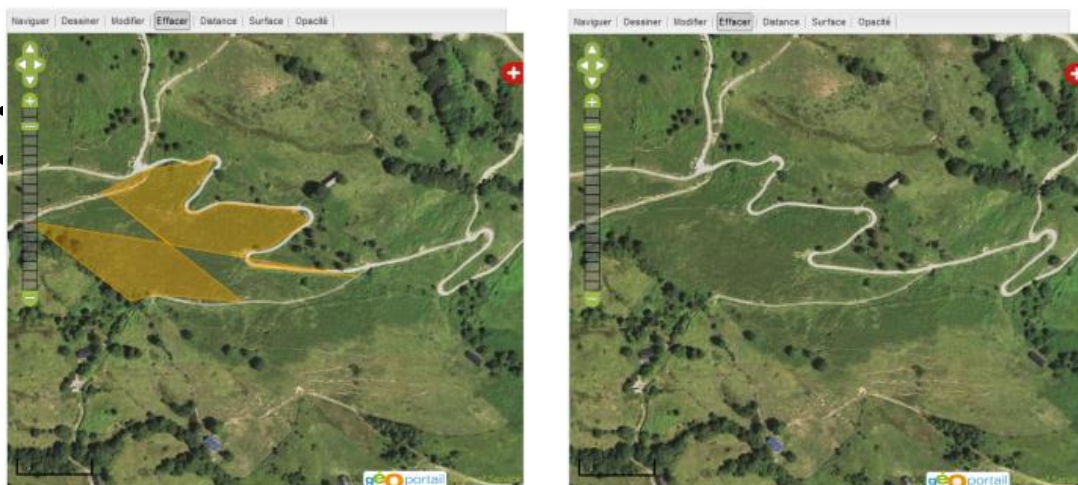 Naviguer Dessiner Modifier Effacer Distance Surface Opacité
Naviguer Dessiner Modifier Effacer Distance Surface Opacité
géoportail
géoportail